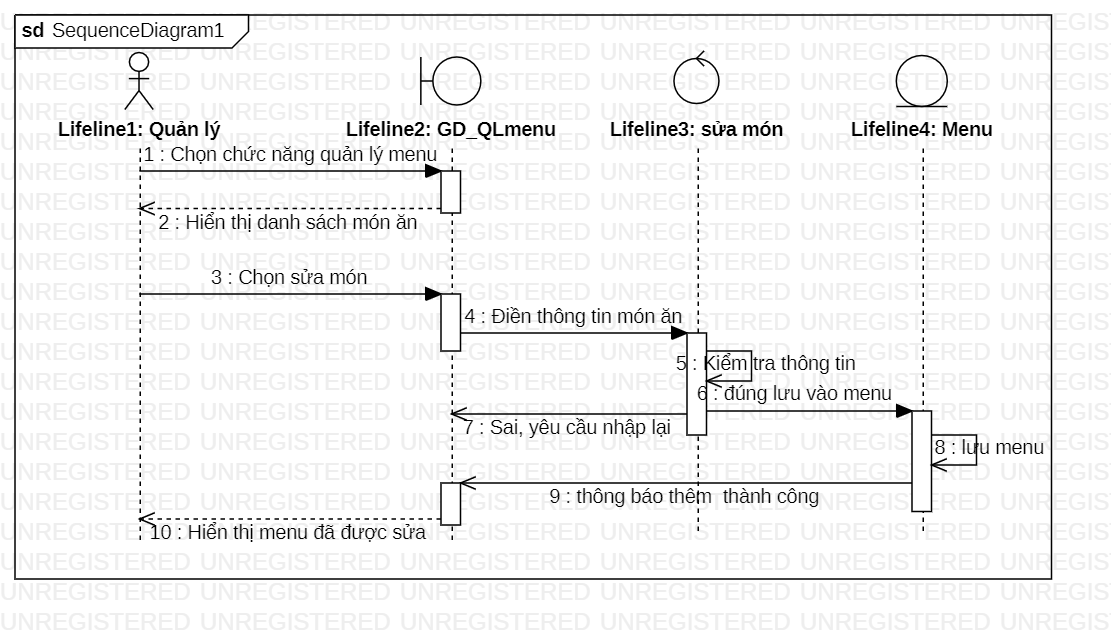 sd SequenceDiagram1
Lifeline1: Quản lý
Lifeline2: GD_QLmenu
Lifeline3: sửa món
Lifeline4: Menu
1 : Chọn chức năng quản lý menu
2 : Hiển thị danh sách món ăn
3 : Chọn sửa món
4 : Điền thông tin món ăn
5 : Kiểm tra thông tin
6 : đúng lưu vào menu
7 : Sai, yêu cầu nhập lại
8 : lưu menu
9 : thông báo thêm  thành công
10 : Hiển thị menu đã được sửa
UNREGISTERED